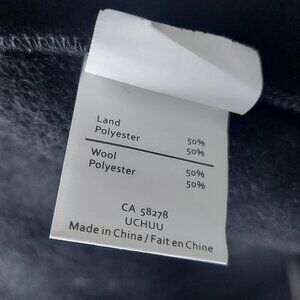 Land 50%
Polyester 50%
Wool 50%
Polyester 50%
CA 58278
UCHUU
Made in China / Fait en Chine